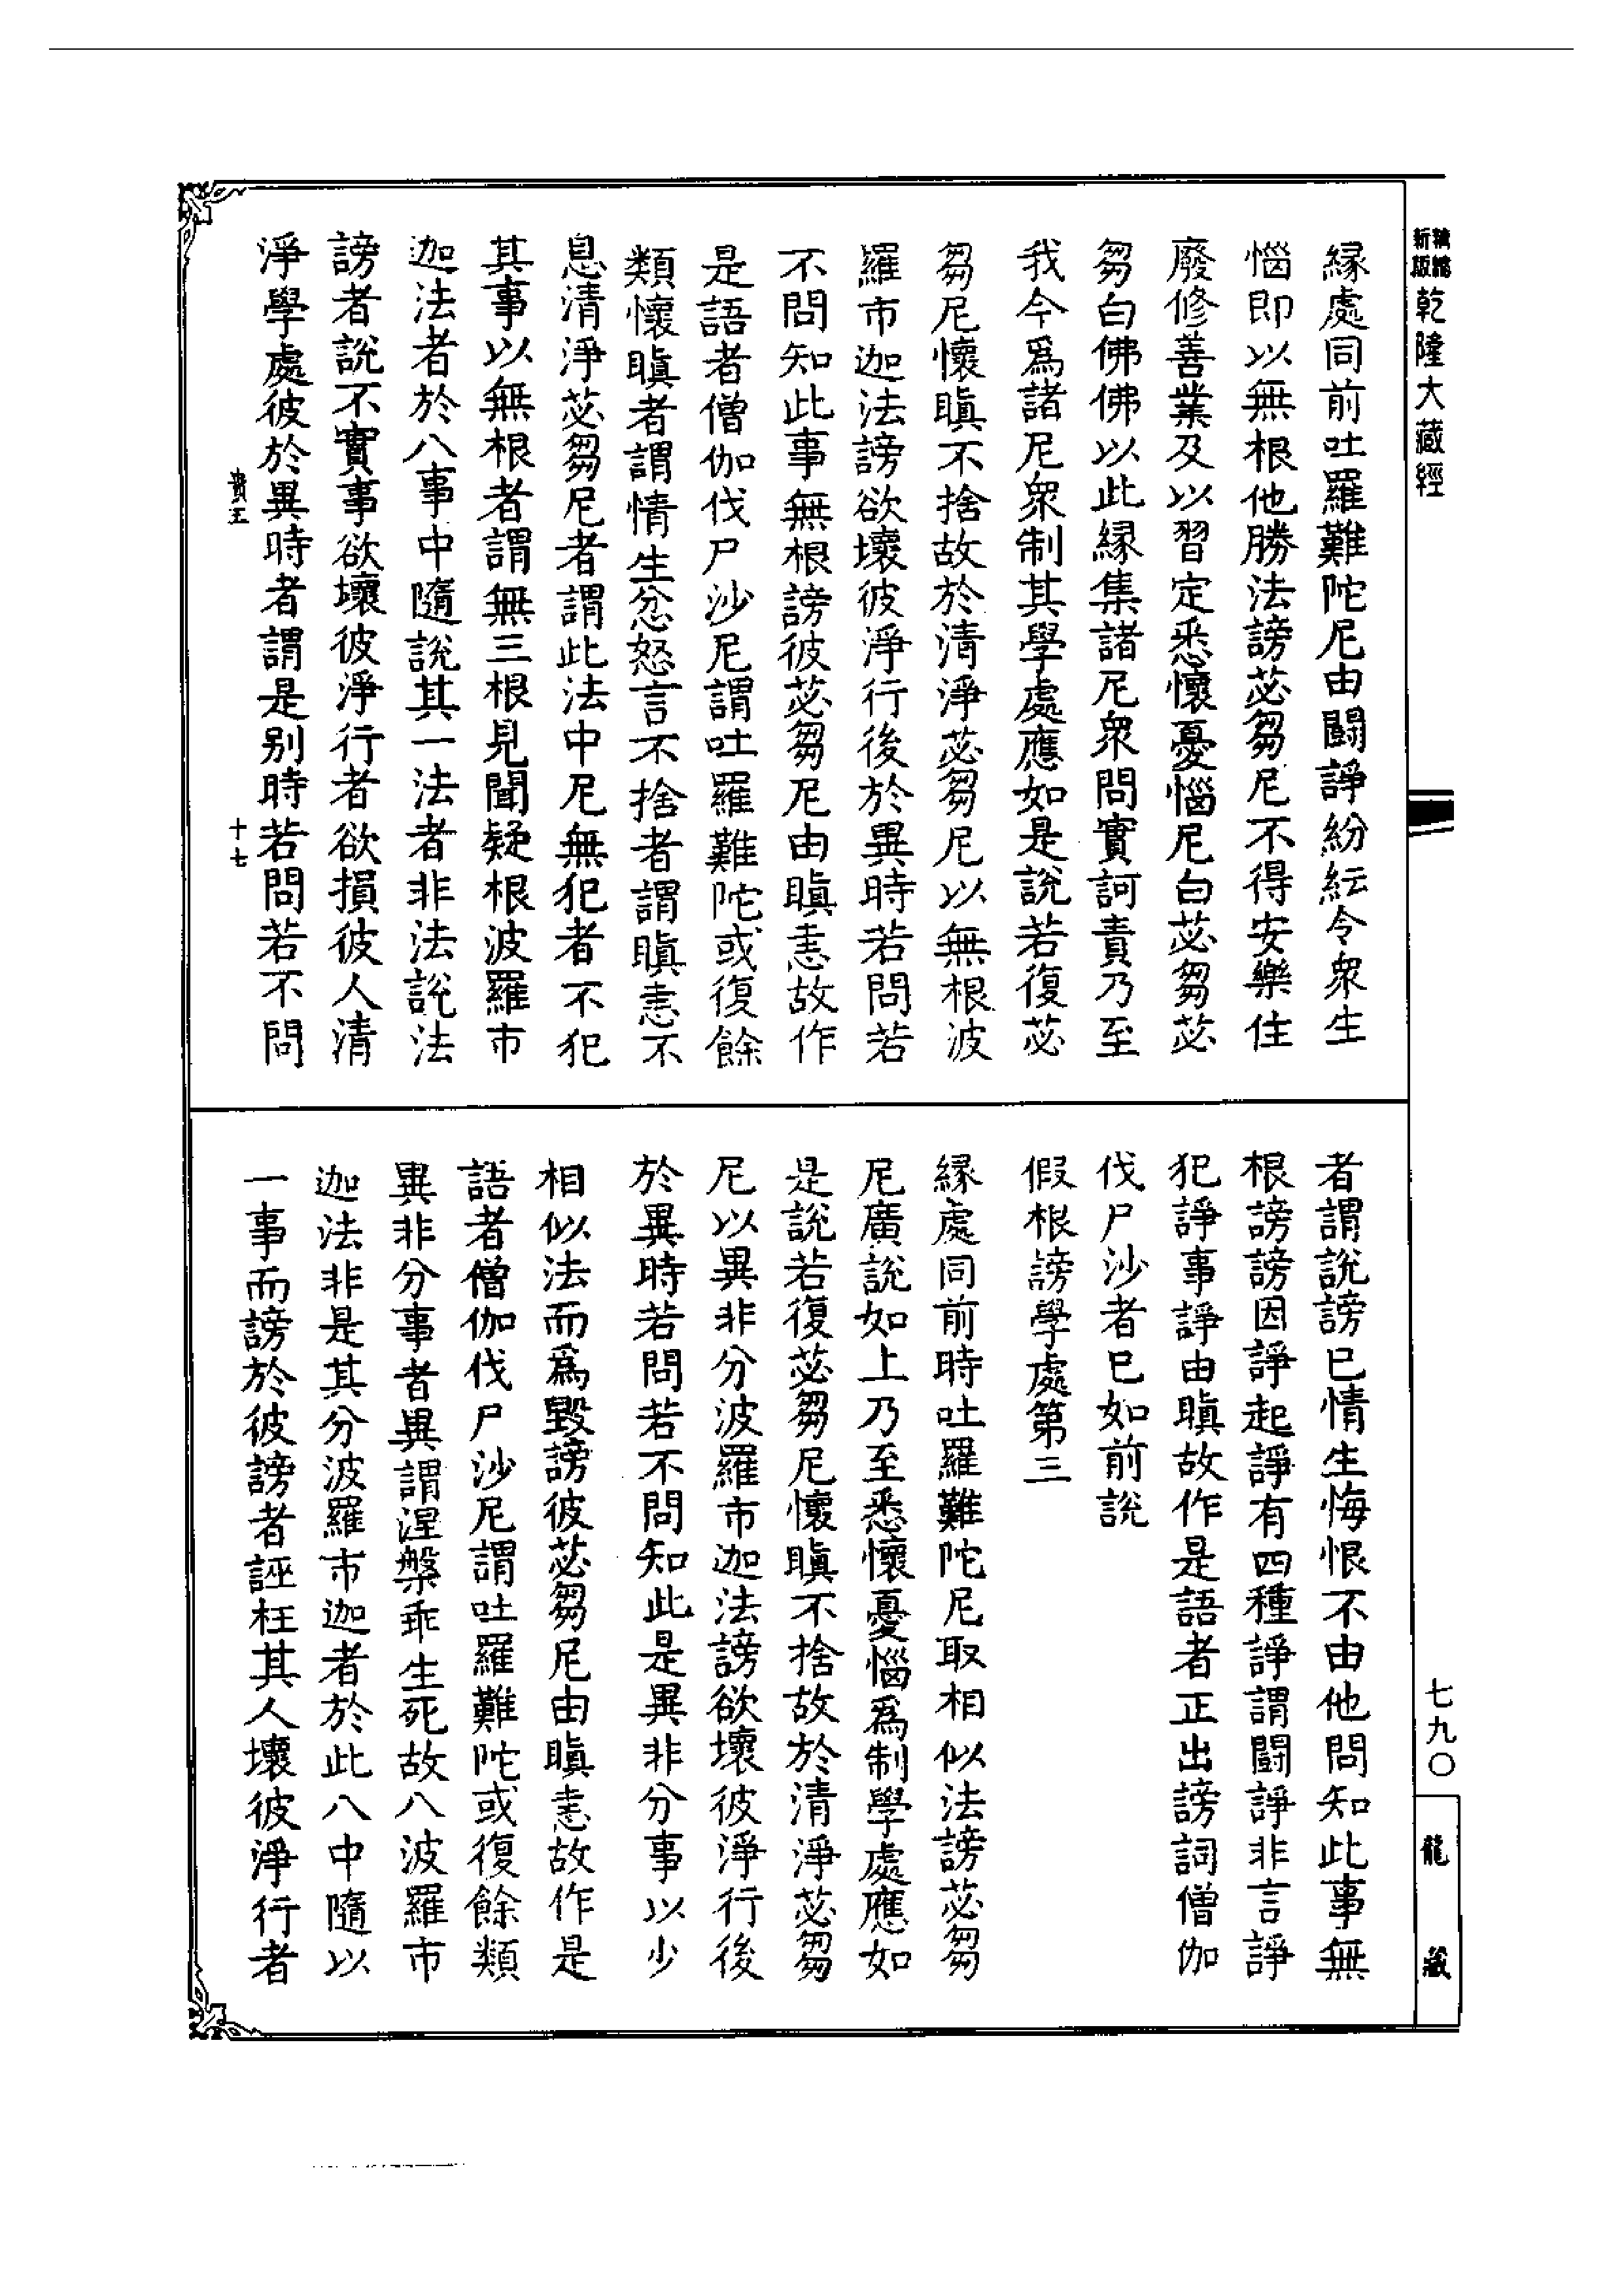 精縮
新版
乾隆大藏經
縁處同前吐羅難陀尼由鬪諍紛紜令衆生
惱即以無根他勝法謗苾芻尼不得安樂住
廢修善業及以習定悉懷憂惱尼白苾芻苾
芻白佛佛以此縁集諸尼衆問實訶責乃至
我今爲諸尼衆制其學處應如是説若復苾
芻尼懷瞋不捨故於清淨苾芻尼以無根波
羅市迦法謗欲壞彼淨行後於異時若問若
不問知此事無根謗彼苾芻尼由瞋恚故作
是語者僧伽伐尸沙尼謂吐羅難陀或復餘
類懷瞋者謂情生忿怒言不捨者謂瞋恚不
息清淨苾芻尼者謂此法中尼無犯者不犯
其事以無根者謂無三根見聞疑根波羅市
迦法者於八事中隨説其一法者非法説法
謗者説不實事欲壞彼淨行者欲損彼人清
淨學處彼於異時者謂是别時若問若不問
十七
者謂説謗已情生悔恨不由他問知此事無
根謗謗因諍起諍有四種諍謂鬪諍非言諍
犯諍事諍由瞋故作是語者正出謗詞僧伽
伐尸沙者已如前説
假根謗學處第三
縁處同前時吐羅難陀尼取相似法謗苾芻
尼廣説如上乃至悉懷憂惱爲制學處應如
是説若復苾芻尼懷瞋不捨故於清淨苾芻
尼以異非分波羅市迦法謗欲壞彼淨行後
於異時若問若不問知此是異非分事以少
相似法而爲毀謗彼苾芻尼由瞋恚故作是
語者僧伽伐尸沙尼謂吐羅難陀或復餘類
異非分事者異謂涅槃乖生死故八波羅市
迦法非是其分波羅市迦者於此八中隨以
一事而謗於彼謗者誣枉其人壞彼淨行者
七九〇
龍藏